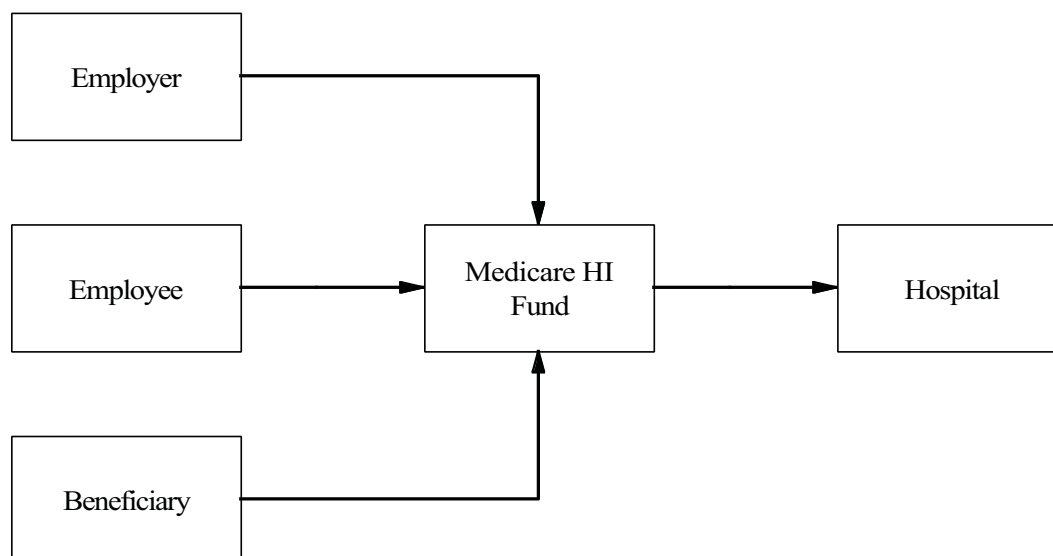 Employer
Employee
Medicare HI
Fund
Hospital
Beneficiary